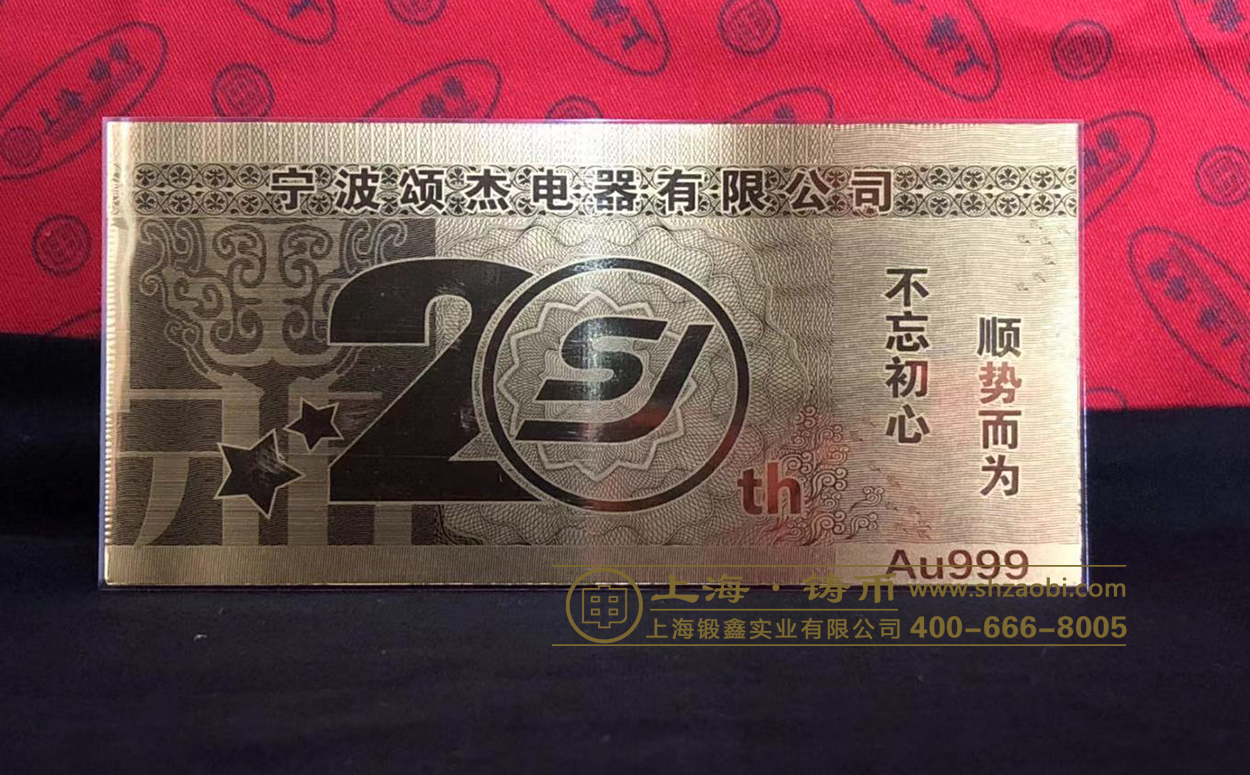 宁波颂杰电器有限公司
20
SJ
th
不忘初心
顺势而为
Au999
上海·铸币 www.shzaobi.com
上海锻鑫实业有限公司 400-666-8005